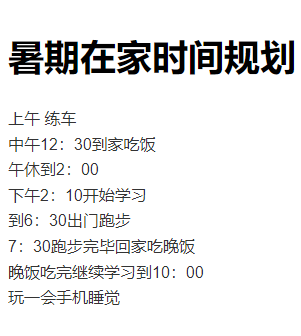 暑期在家时间规划
上午 练车
中午12：30到家吃饭
午休到2：00
下午2：10开始学习
到6：30出门跑步
7：30跑步完毕回家吃晚饭
晚饭吃完继续学习到10：00
玩一会手机睡觉